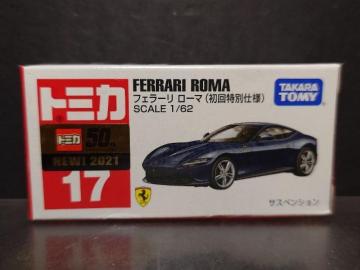 トミカ
FERRARI ROMA
フェラーリ ローマ (初回特別仕様)
SCALE 1/62
TAKARA
TOMY
トミカ 50
NEW! 2021
17
サスペンション